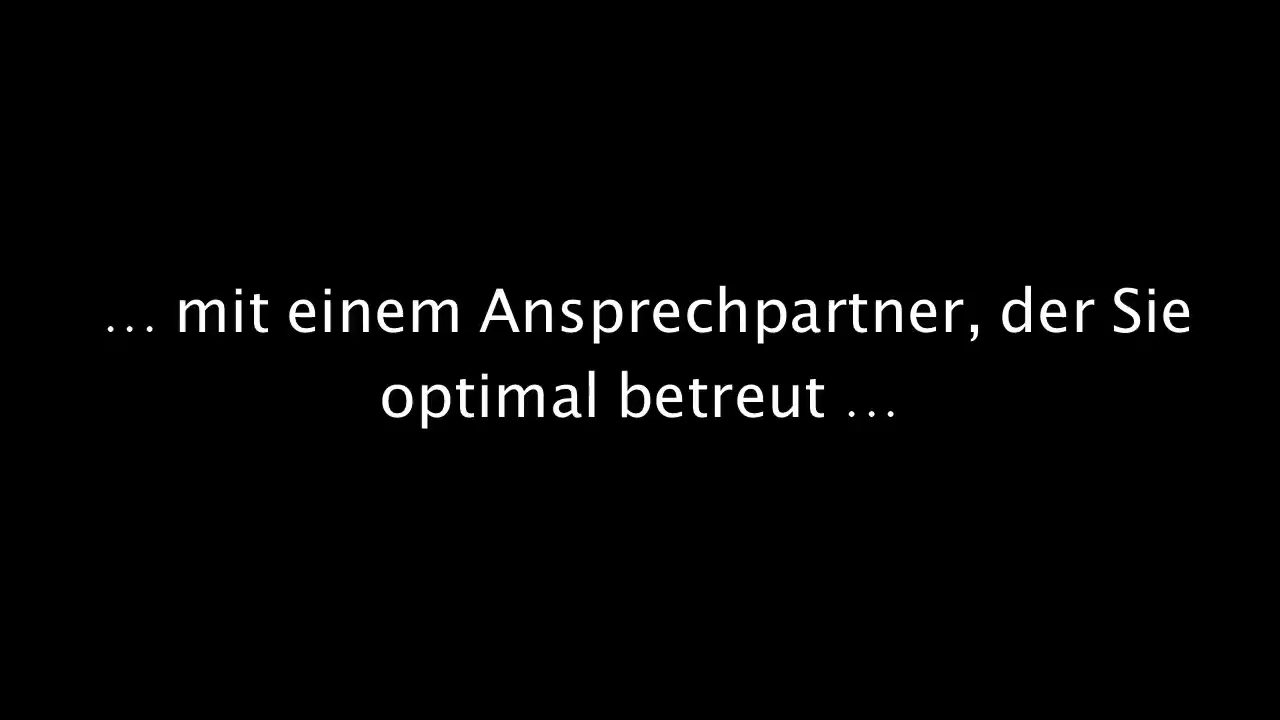 … mit einem Ansprechpartner, der Sie
optimal betreut …